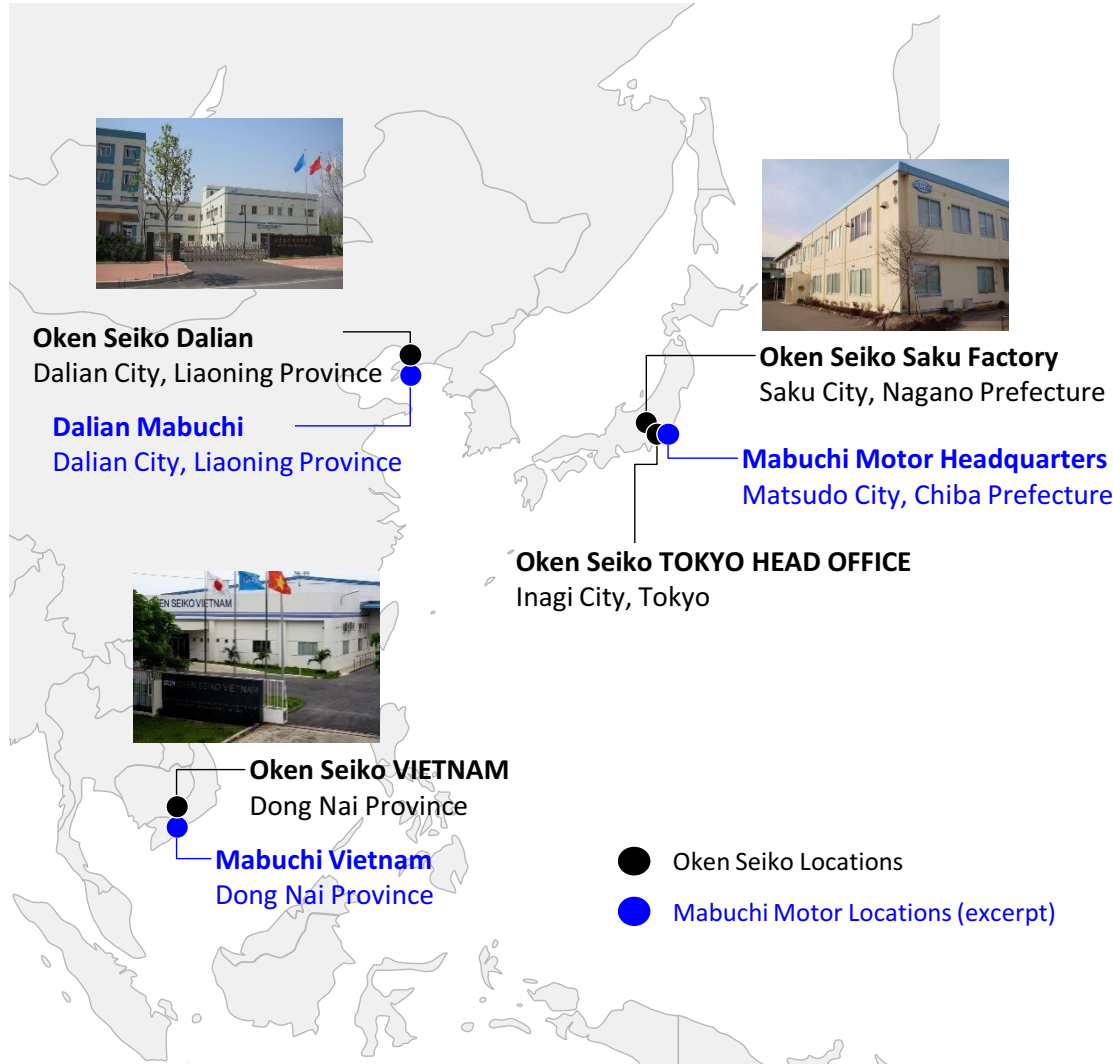 Oken Seiko Dalian
Dalian City, Liaoning Province
Dalian Mabuchi
Dalian City, Liaoning Province
Oken Seiko Saku Factory
Saku City, Nagano Prefecture
Mabuchi Motor Headquarters
Matsudo City, Chiba Prefecture
Oken Seiko TOKYO HEAD OFFICE
Inagi City, Tokyo
OKEN SEIKO VIETNAM
OKEN SEIKO VIETNAM
Oken Seiko VIETNAM
Dong Nai Province
Mabuchi Vietnam
Dong Nai Province
Oken Seiko Locations
Mabuchi Motor Locations (excerpt)